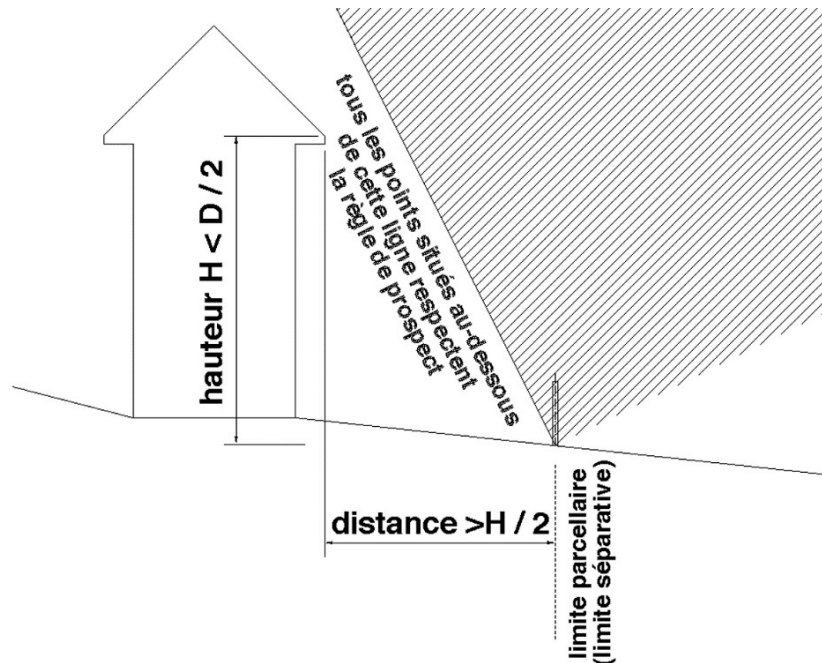 hauteur H < D / 2
tous les points situés au-dessous
de cette ligne respectent
la règle de prospect
distance >H / 2
limite parcellaire
(limite séparative)